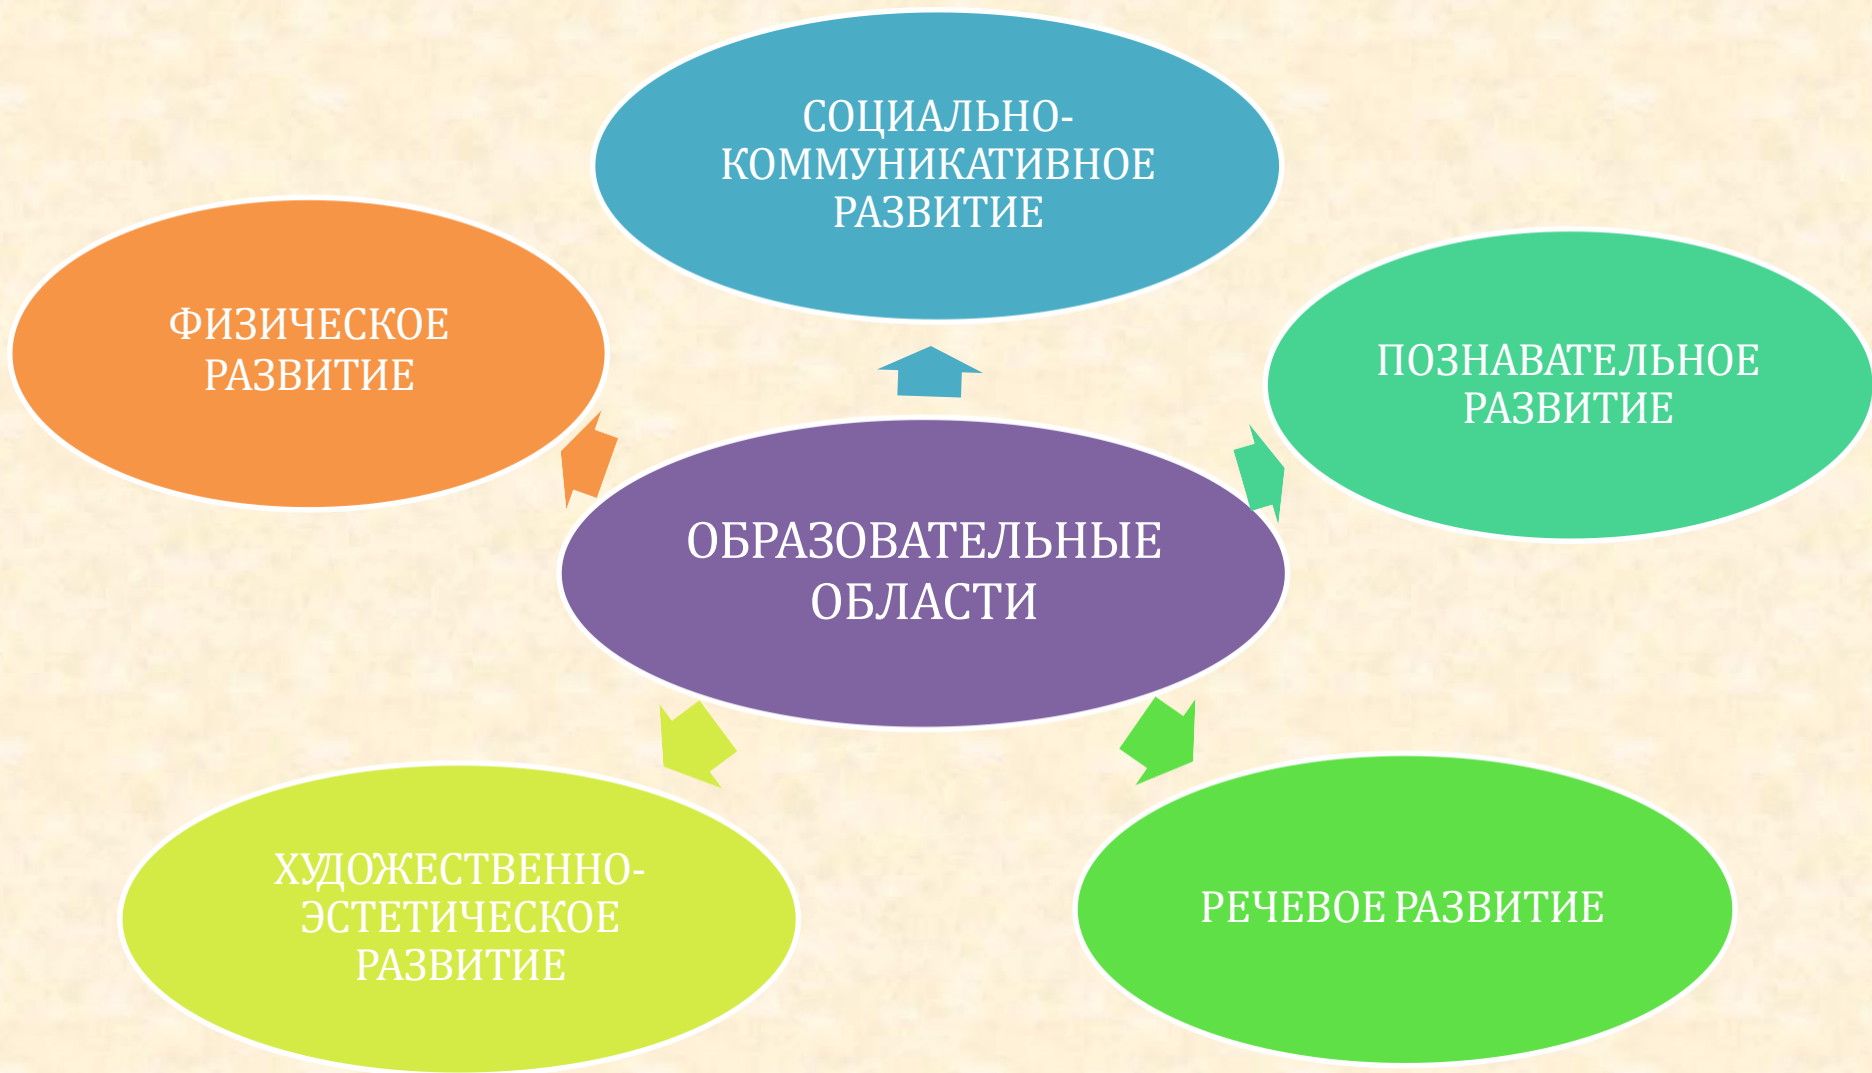 СОЦИАЛЬНО-
КОММУНИКАТИВНОЕ
РАЗВИТИЕ
ФИЗИЧЕСКОЕ
РАЗВИТИЕ
ПОЗНАВАТЕЛЬНОЕ
РАЗВИТИЕ
ОБРАЗОВАТЕЛЬНЫЕ
ОБЛАСТИ
ХУДОЖЕСТВЕННО-
ЭСТЕТИЧЕСКОЕ
РАЗВИТИЕ
РЕЧЕВОЕ РАЗВИТИЕ